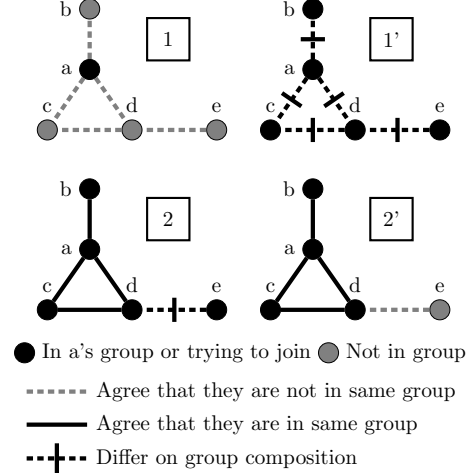 b
1
a
c d e
b
1'
a
c d e
b
2
a
c d e
b
2'
a
c d e
In a's group or trying to join Not in group
Agree that they are not in same group
Agree that they are in same group
Differ on group composition